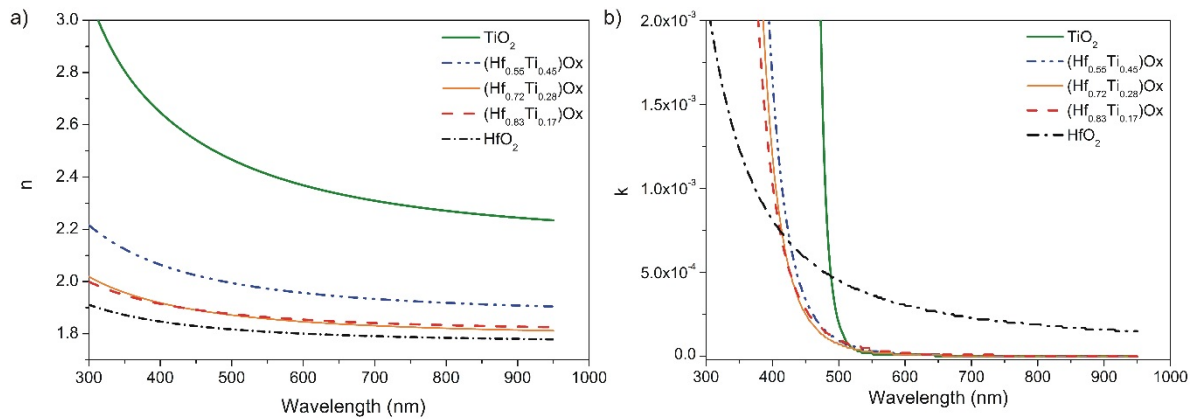 a)
3.0
2.8
2.6
2.4
2.2
2.0
1.8
n
TiO₂
(Hf₀.₅₅Ti₀.₄₅)Ox
(Hf₀.₇₂Ti₀.₂₈)Ox
(Hf₀.₈₃Ti₀.₁₇)Ox
HfO₂
300 400 500 600 700 800 900 1000
Wavelength (nm)
b)
2.0x10⁻³
1.5x10⁻³
1.0x10⁻³
5.0x10⁻⁴
0.0
k
TiO₂
(Hf₀.₅₅Ti₀.₄₅)Ox
(Hf₀.₇₂Ti₀.₂₈)Ox
(Hf₀.₈₃Ti₀.₁₇)Ox
HfO₂
300 400 500 600 700 800 900 1000
Wavelength (nm)